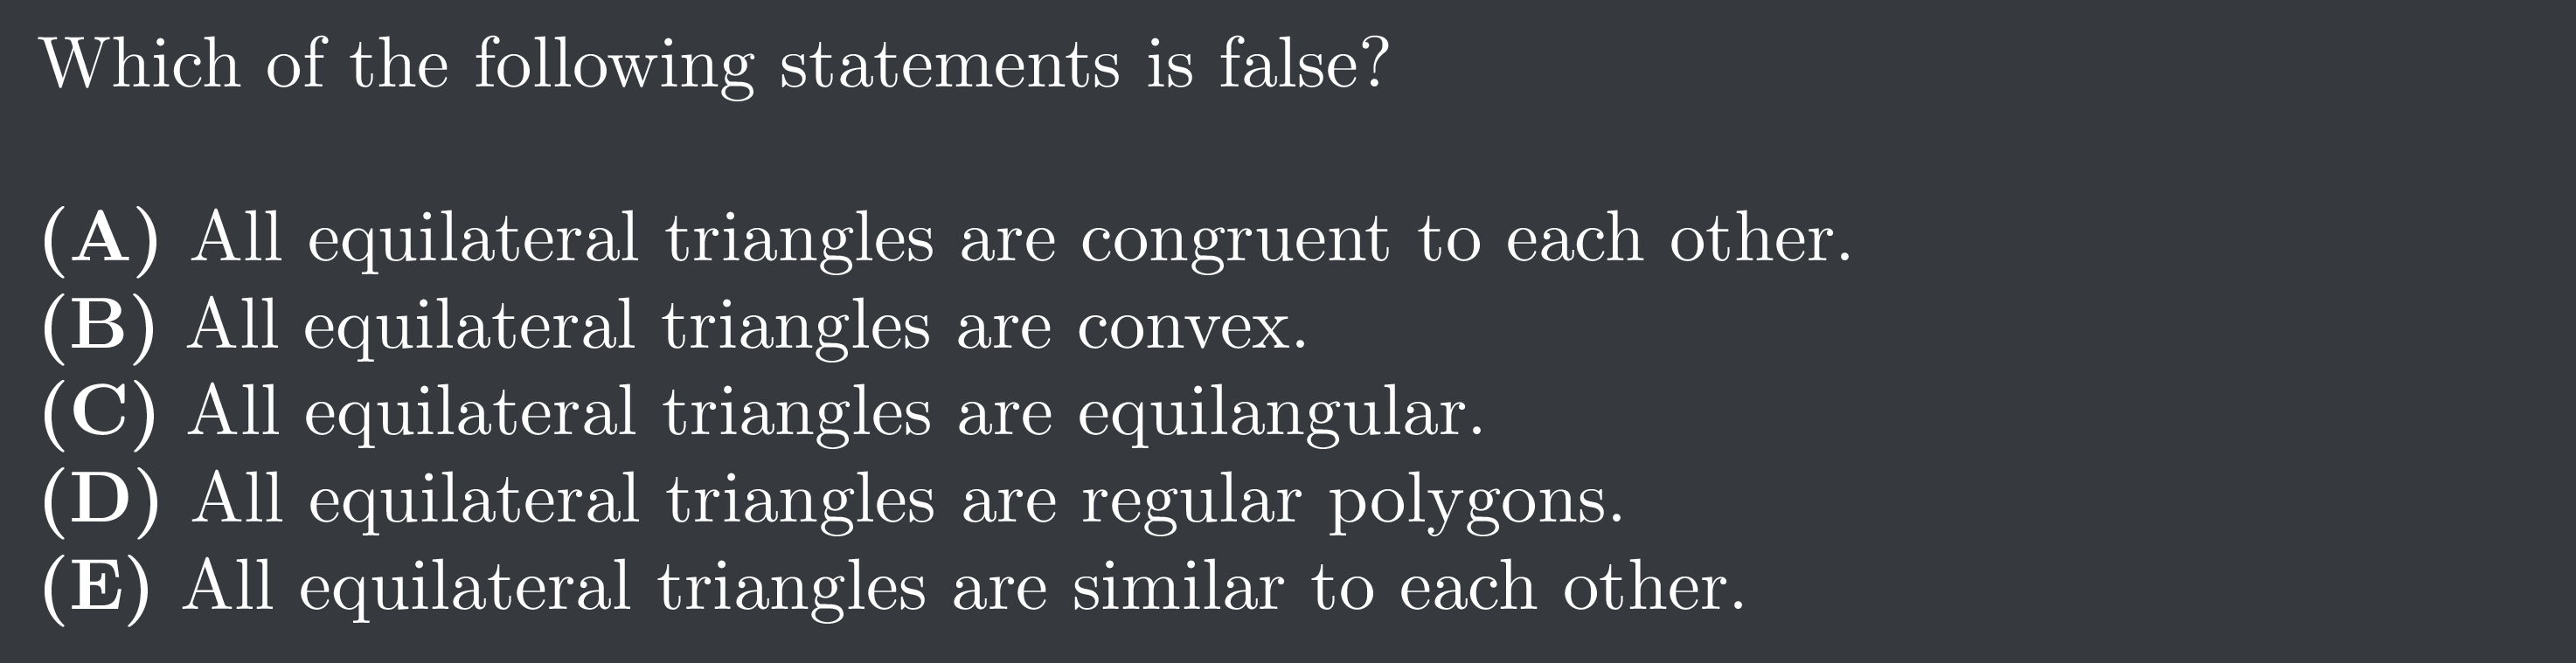 Which of the following statements is false?
(A) All equilateral triangles are congruent to each other.
(B) All equilateral triangles are convex.
(C) All equilateral triangles are equilangular.
(D) All equilateral triangles are regular polygons.
(E) All equilateral triangles are similar to each other.